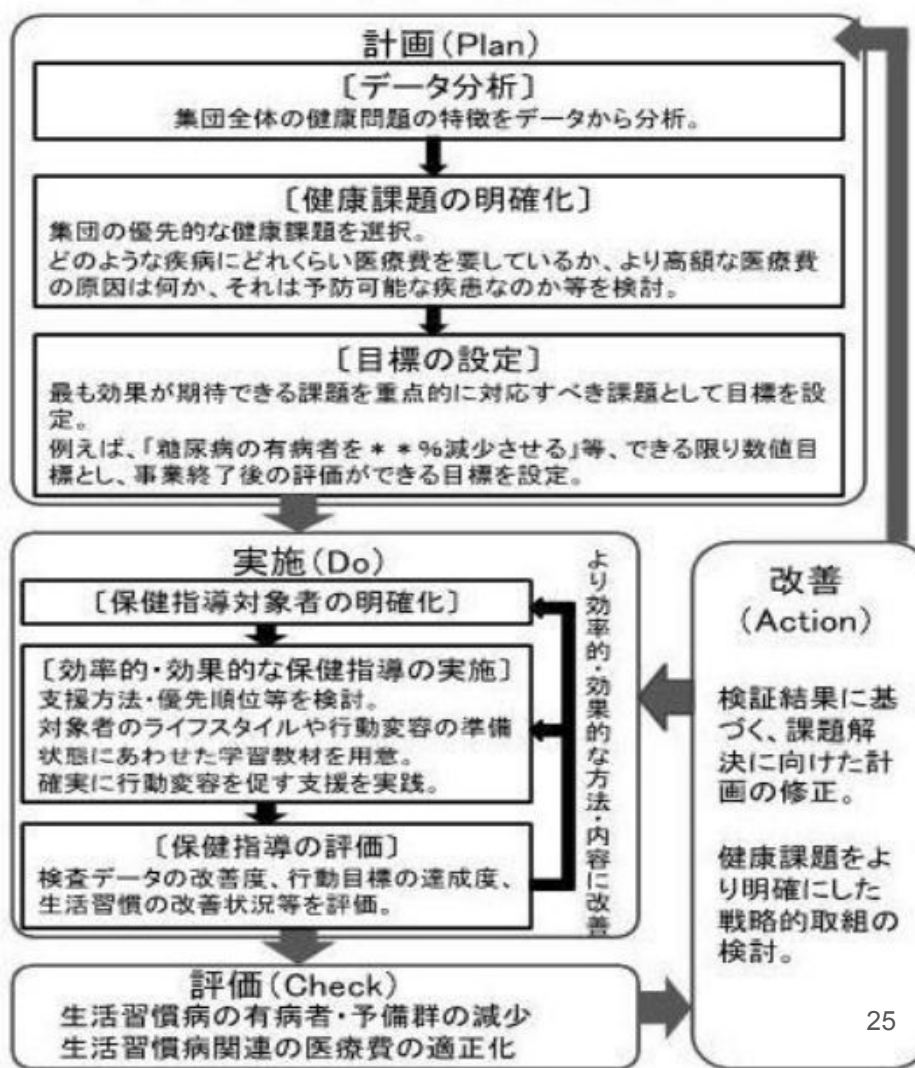 計画(Plan)
〔データ分析〕
集団全体の健康問題の特徴をデータから分析。
〔健康課題の明確化〕
集団の優先的な健康課題を選択。
どのような疾病にどれくらい医療費を要しているか、より高額な医療費
の原因は何か、それは予防可能な疾患なのか等を検討。
〔目標の設定〕
最も効果が期待できる課題を重点的に対応すべき課題として目標を設
定。
例えば、「糖尿病の有病者を**%減少させる」等、できる限り数値目
標とし、事業終了後の評価ができる目標を設定。
実施(Do)
〔保健指導対象者の明確化〕
〔効率的・効果的な保健指導の実施〕
支援方法・優先順位等を検討。
対象者のライフスタイルや行動変容の準備
状態にあわせた学習教材を用意。
確実に行動変容を促す支援を実践。
〔保健指導の評価〕
検査データの改善度、行動目標の達成度、
生活習慣の改善状況等を評価。
より効率的・効果的な方法・内容に改善
評価(Check)
生活習慣病の有病者・予備群の減少
生活習慣病関連の医療費の適正化
改善
(Action)
検証結果に基
づく、課題解
決に向けた計
画の修正。
健康課題をよ
り明確にした
戦略的取組の
検討。
25